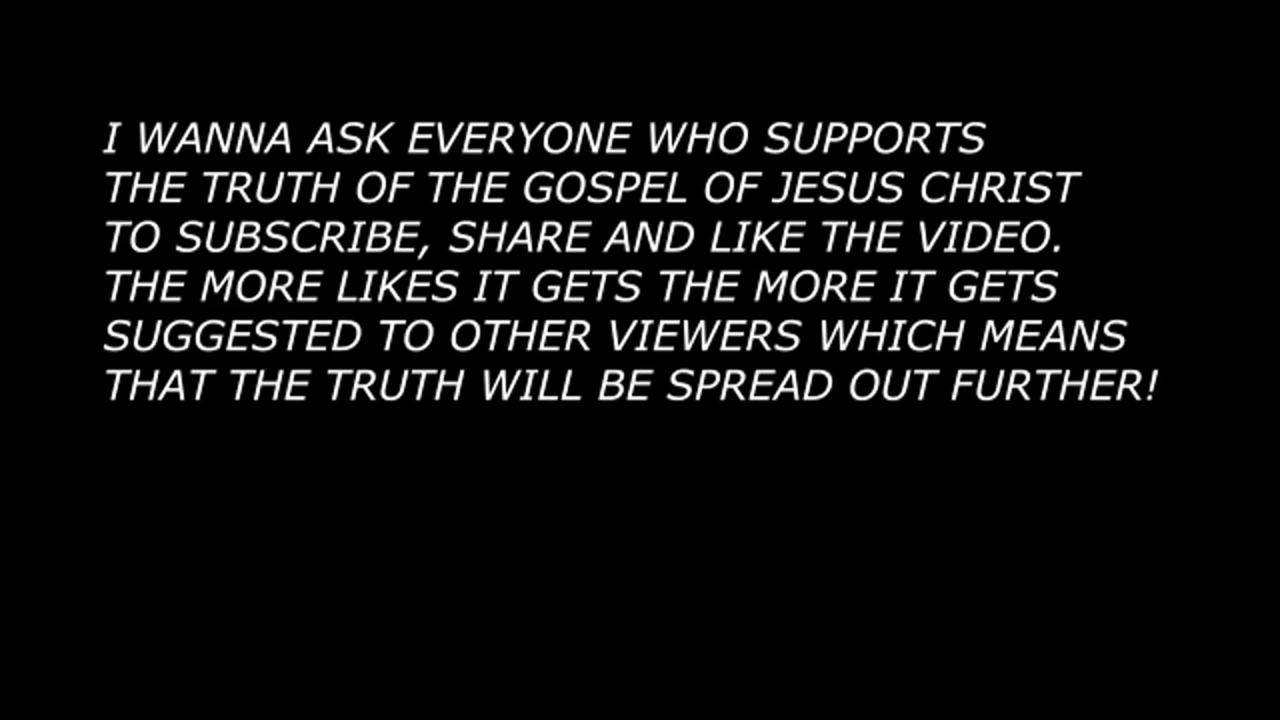 I WANNA ASK EVERYONE WHO SUPPORTS
THE TRUTH OF THE GOSPEL OF JESUS CHRIST
TO SUBSCRIBE, SHARE AND LIKE THE VIDEO.
THE MORE LIKES IT GETS THE MORE IT GETS
SUGGESTED TO OTHER VIEWERS WHICH MEANS
THAT THE TRUTH WILL BE SPREAD OUT FURTHER!